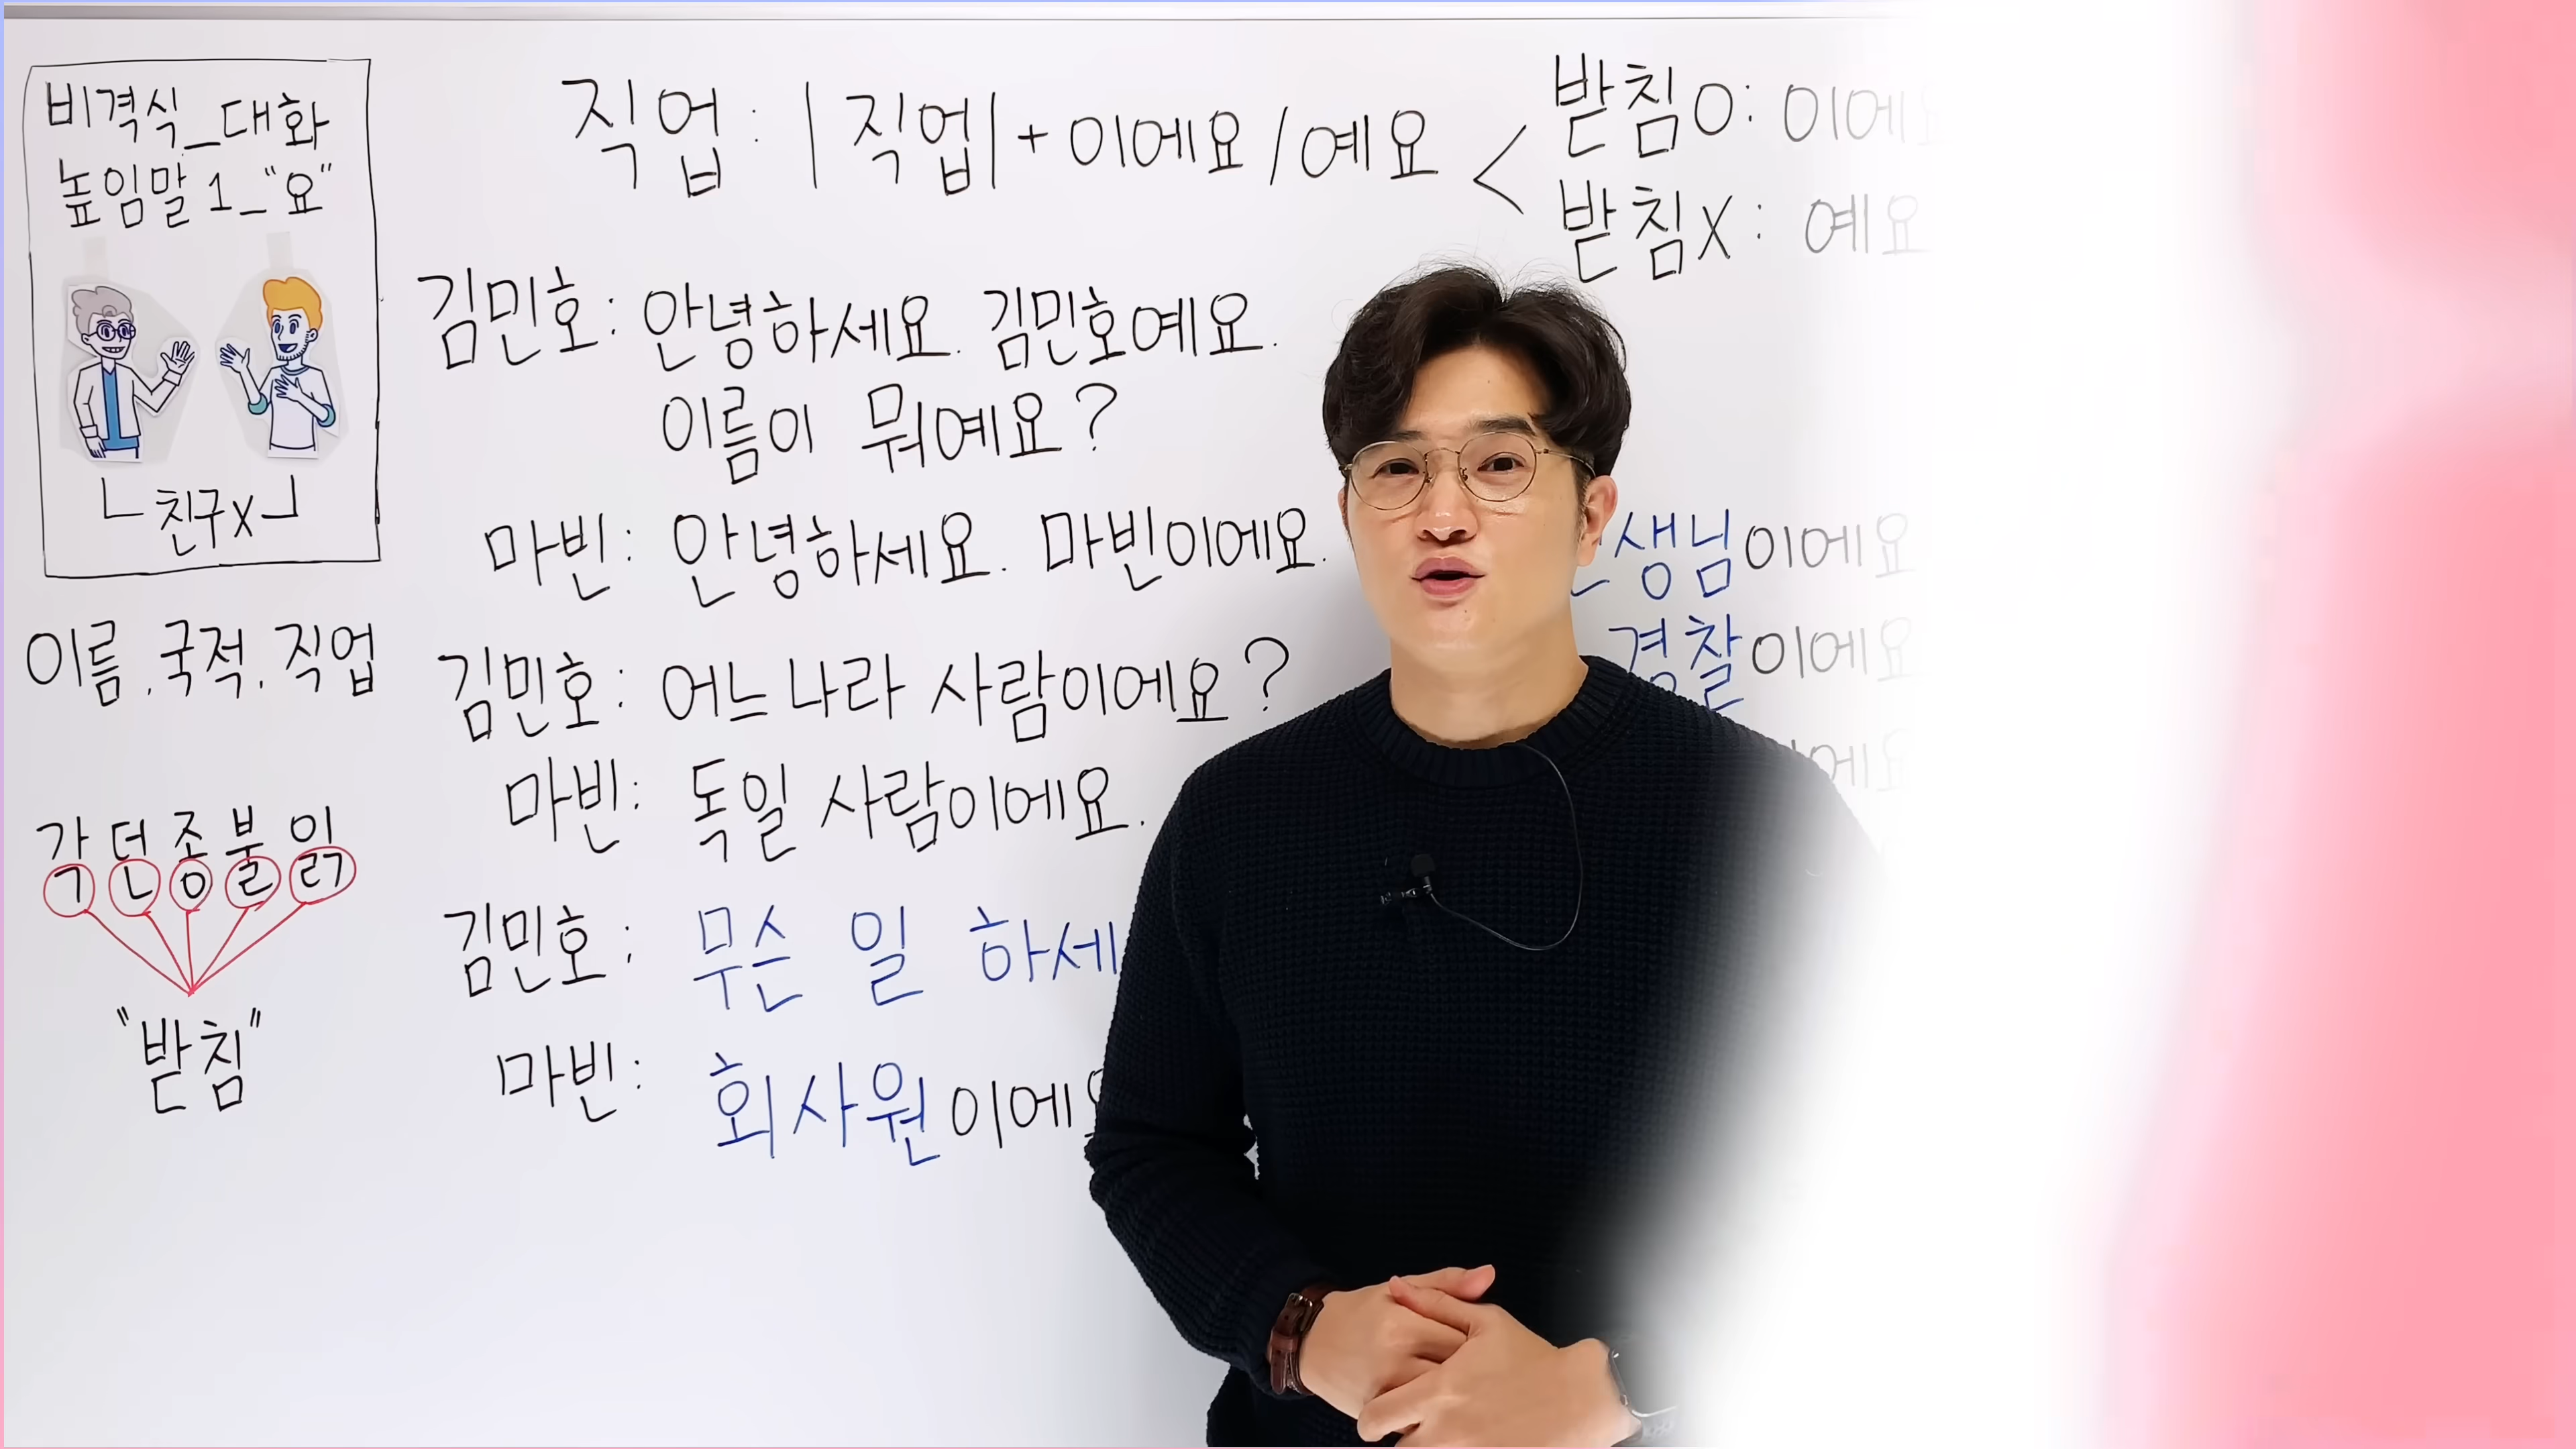 비격식_대화
높임말 1_"요"
친구X
이름.국적.직업
각 던 종 불 읽
"받침"
직업: |직업| + 이에요/예요 <
받침O: 이에
받침X: 예요
김민호: 안녕하세요. 김민호예요.
이름이 뭐예요?
마빈: 안녕하세요. 마빈이에요.
김민호: 어느 나라 사람이에요?
마빈: 독일 사람이에요.
김민호: 무슨 일 하세
마빈: 회사원이에
생님이에요
경찰이에요
에요